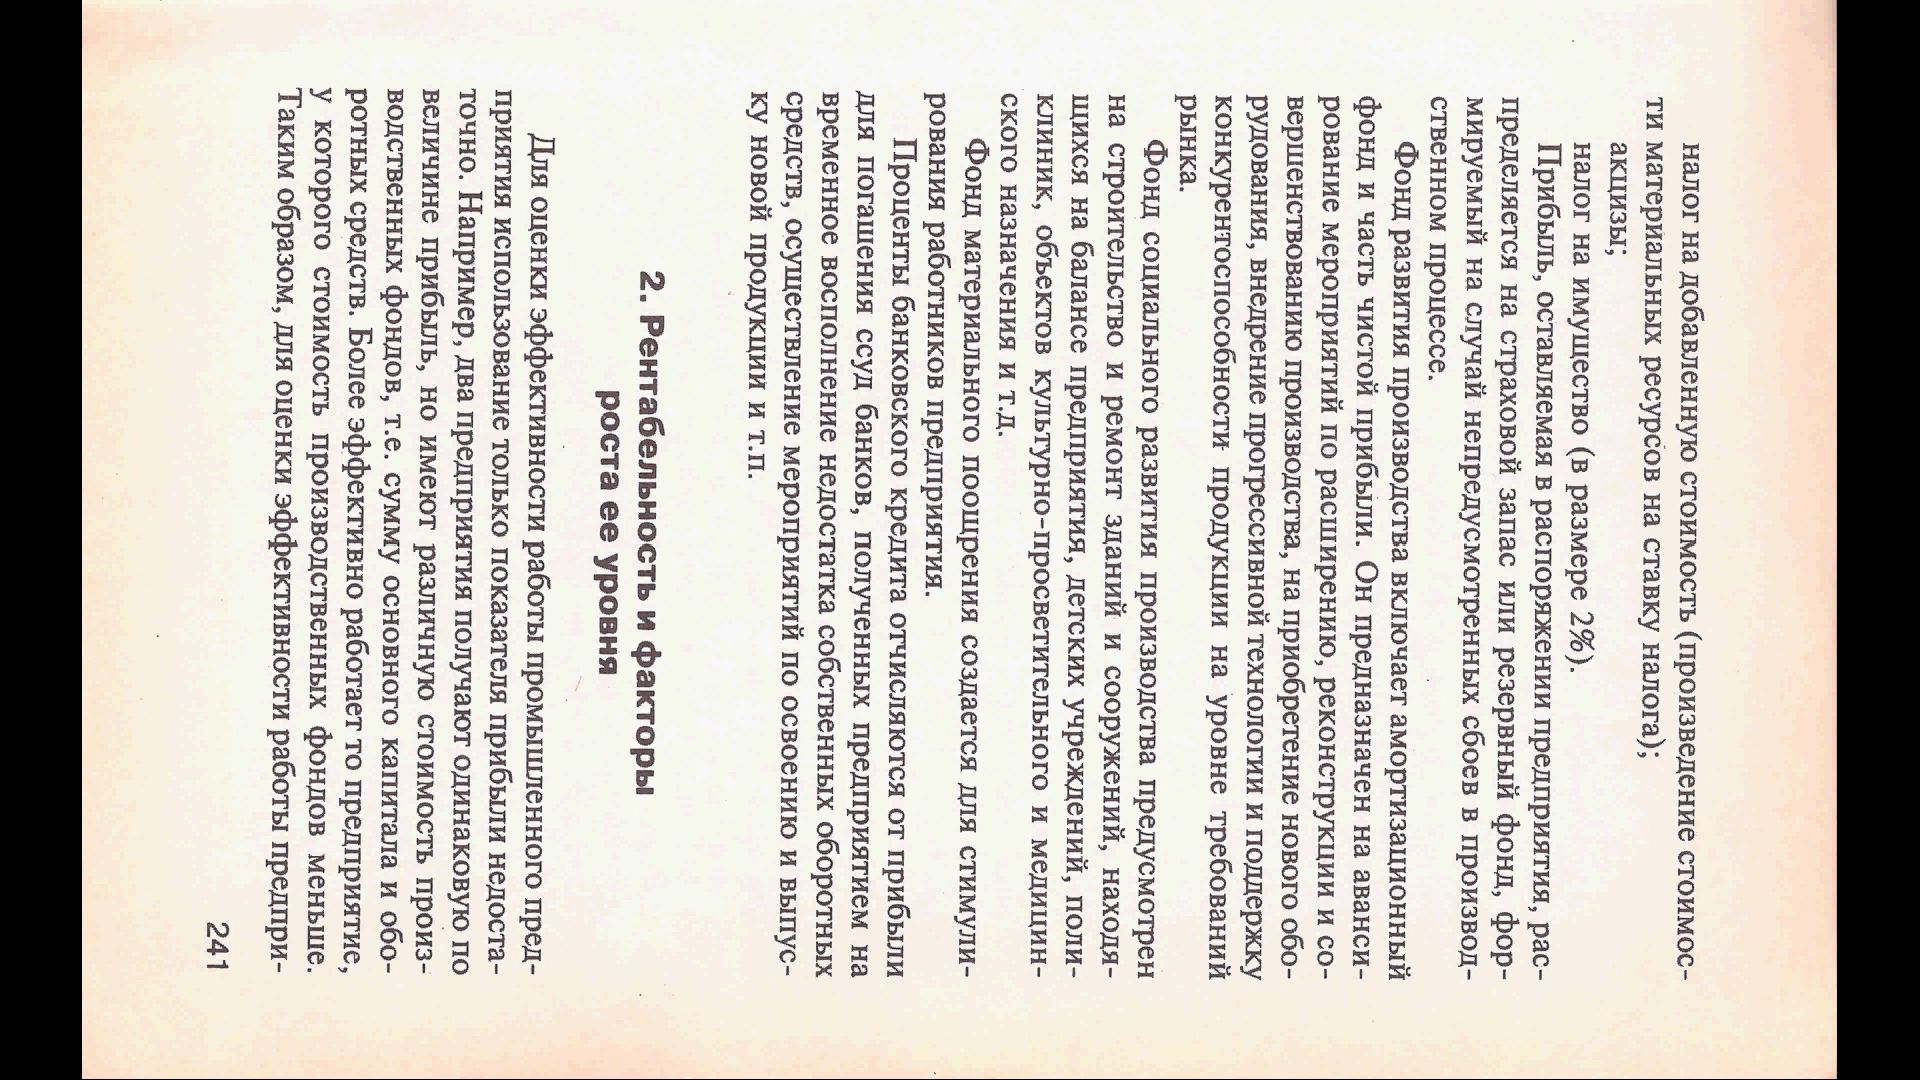 налог на добавленную стоимость (произведение стоимос-
ти материальных ресурсов на ставку налога);
акцизы;
налог на имущество (в размере 2%).
Прибыль, оставляемая в распоряжении предприятия, рас-
пределяется на страховой запас или резервный фонд, фор-
мируемый на случай непредусмотренных сбоев в производ-
ственном процессе.
Фонд развития производства включает амортизационный
фонд и часть чистой прибыли. Он предназначен на аванси-
рование мероприятий по расширению, реконструкции и со-
вершенствованию производства, на приобретение нового обо-
рудования, внедрение прогрессивной технологии и поддержку
конкурентоспособности продукции на уровне требований
рынка.
Фонд социального развития производства предусмотрен
на строительство и ремонт зданий и сооружений, находя-
щихся на балансе предприятия, детских учреждений, поли-
клиник, объектов культурно-просветительного и медицин-
ского назначения и т.д.
Фонд материального поощрения создается для стимули-
рования работников предприятия.
Проценты банковского кредита отчисляются от прибыли
для погашения ссуд банков, полученных предприятием на
временное восполнение недостатка собственных оборотных
средств, осуществление мероприятий по освоению и выпус-
ку новой продукции и т.п.
2. Рентабельность и факторы
роста ее уровня
Для оценки эффективности работы промышленного пред-
приятия использование только показателя прибыли недоста-
точно. Например, два предприятия получают одинаковую по
величине прибыль, но имеют различную стоимость произ-
водственных фондов, т.е. сумму основного капитала и обо-
ротных средств. Более эффективно работает то предприятие,
у которого стоимость производственных фондов меньше.
Таким образом, для оценки эффективности работы предпри-
241